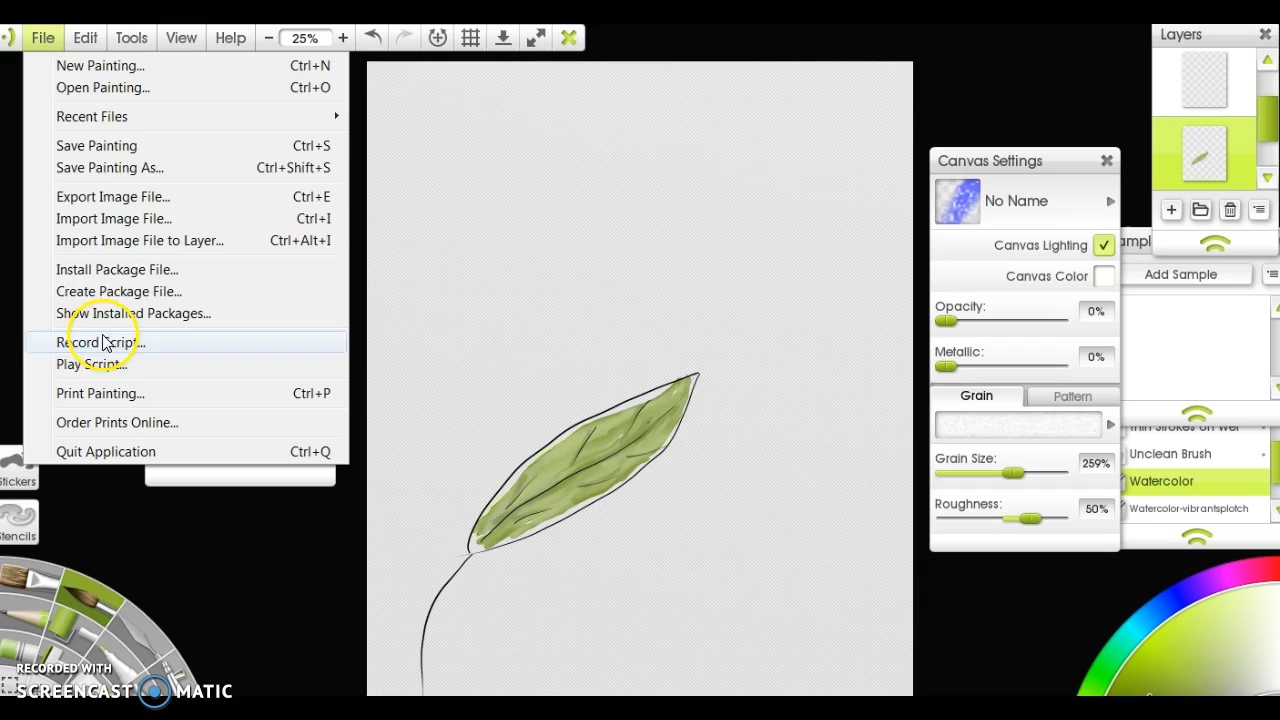 File Edit Tools View Help 25%
New Painting... Ctrl+N
Open Painting... Ctrl+O
Recent Files
Save Painting Ctrl+S
Save Painting As... Ctrl+Shift+S
Export Image File... Ctrl+E
Import Image File... Ctrl+I
Import Image File to Layer... Ctrl+Alt+I
Install Package File...
Create Package File...
Show Installed Packages...
Record Script...
Play Script...
Print Painting... Ctrl+P
Order Prints Online...
Quit Application Ctrl+Q
Stickers
Stencils
RECORDED WITH
SCREENCAST MATIC
Layers
Canvas Settings
No Name
Canvas Lighting
Canvas Color
Opacity: 0%
Metallic: 0%
Grain Pattern
Grain Size: 259%
Roughness: 50%
Add Sample
Thin Strokes on Wet
Unclean Brush
Watercolor
Watercolor-vibrantsplotch